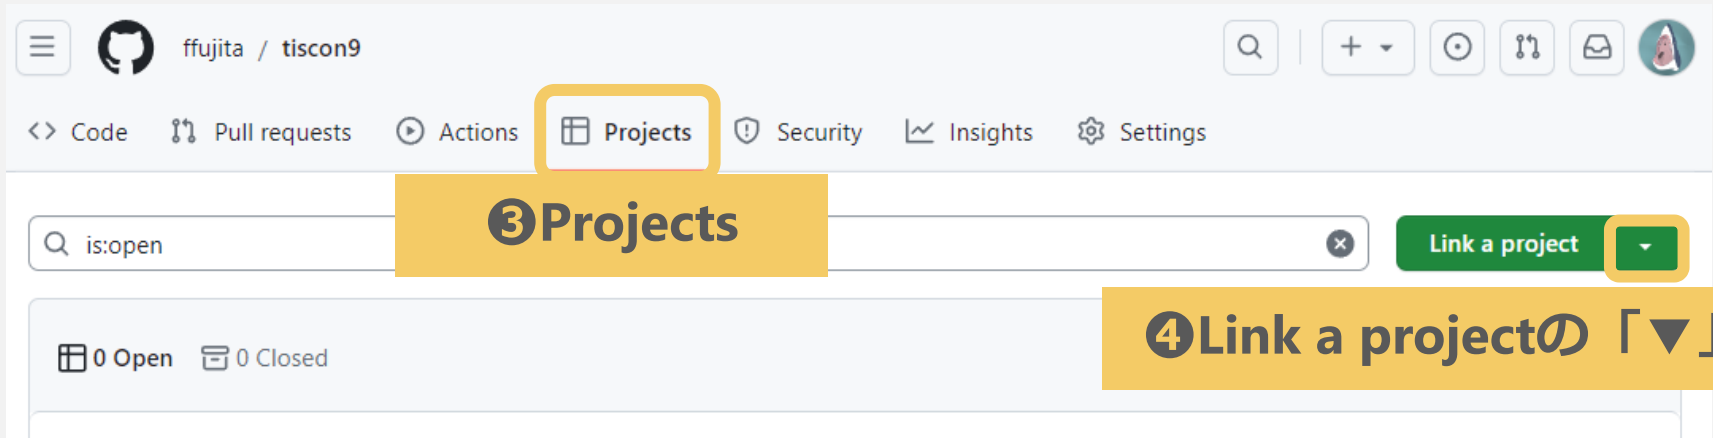 ffujita / tiscon9
Code Pull requests Actions Projects Security Insights Settings
❸Projects
is:open
Link a project
❹Link a projectの「▼」
0 Open 0 Closed